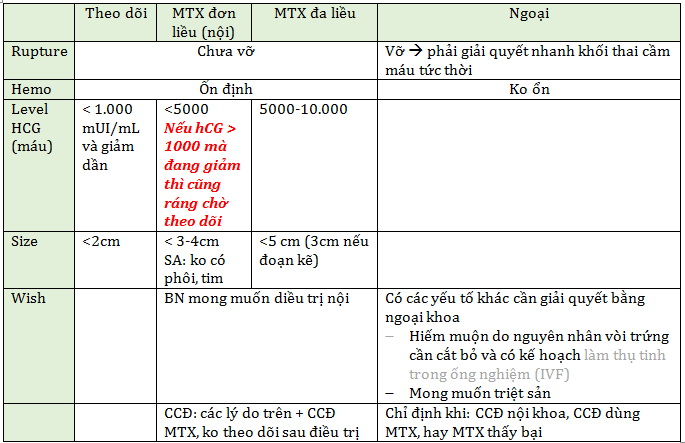 Theo dõi MTX đơn MTX đa liều Ngoại
liều (nội)
Rupture Chưa vỡ Vỡ → phải giải quyết nhanh khối thai cầm
máu tức thời
Hemo Ổn định Ko ổn
Level < 1.000 <5000 5000-10.000
HCG mUI/mL Nếu hCG >
(máu) và giảm 1000 mà
dần đang giảm
thì cũng
ráng chờ
theo dõi
Size <2cm < 3-4cm <5 cm (3cm nếu
SA: ko có đoạn kẽ)
phôi, tim
Wish BN mong muốn diều trị nội Có các yếu tố khác cần giải quyết bằng
ngoại khoa
– Hiếm muộn do nguyên nhân vòi trứng
cần cắt bỏ và có kế hoạch làm thụ tinh
trong ống nghiệm (IVF)
– Mong muốn triệt sản
CCĐ: các lý do trên + CCĐ Chỉ định khi: CCĐ nội khoa, CCĐ dùng
MTX, ko theo dõi sau điều trị MTX, hay MTX thấy bại